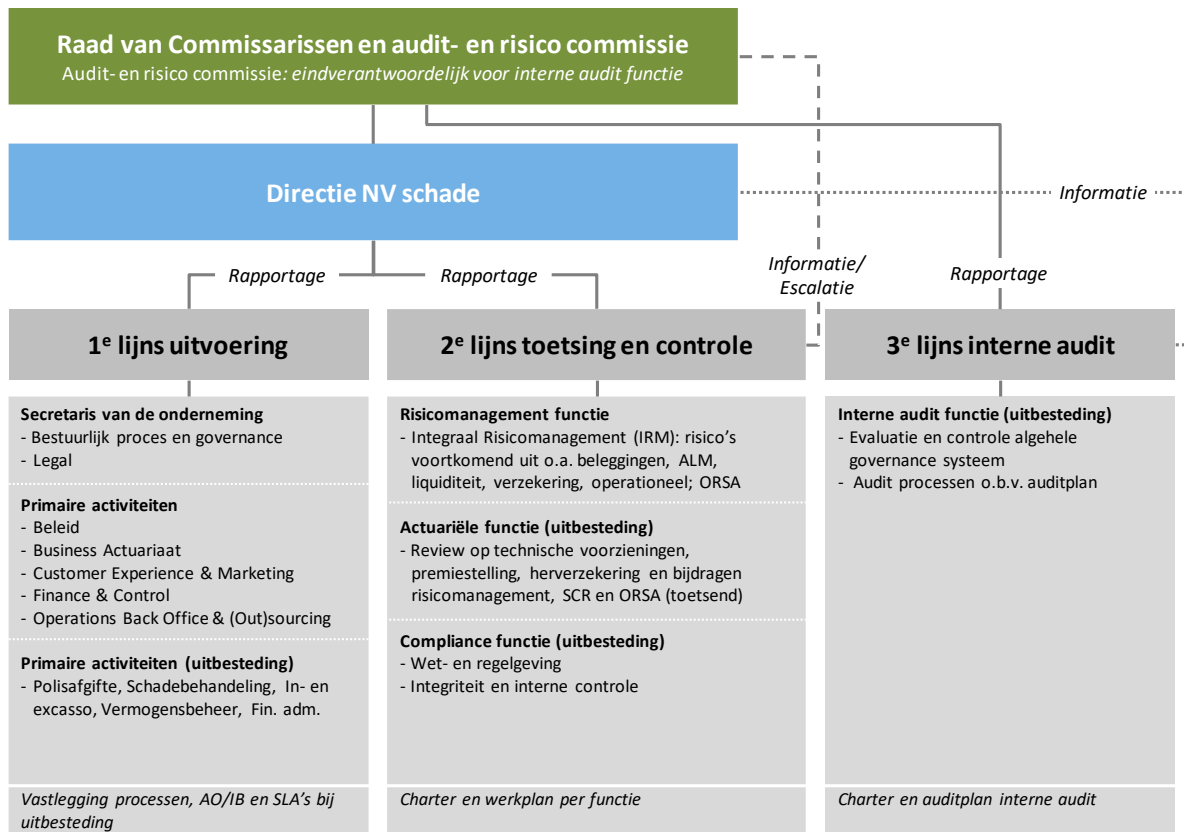 Raad van Commissarissen en audit- en risico commissie
Audit- en risico commissie: eindverantwoordelijk voor interne audit functie
Directie NV schade
Informatie
Rapportage
Rapportage
Informatie/
Escalatie
Rapportage
1e lijns uitvoering
2e lijns toetsing en controle
3e lijns interne audit
Secretaris van de onderneming
- Bestuurlijk proces en governance
- Legal
Primaire activiteiten
- Beleid
- Business Actuariaat
- Customer Experience & Marketing
- Finance & Control
- Operations Back Office & (Out)sourcing
Primaire activiteiten (uitbesteding)
- Polisafgifte, Schadebehandeling, In- en
excasso, Vermogensbeheer, Fin. adm.
Vastlegging processen, AO/IB en SLA's bij
uitbesteding
Risicomanagement functie
- Integraal Risicomanagement (IRM): risico's
voortkomend uit o.a. beleggingen, ALM,
liquiditeit, verzekering, operationeel; ORSA
Actuariële functie (uitbesteding)
- Review op technische voorzieningen,
premiestelling, herverzekering en bijdragen
risicomanagement, SCR en ORSA (toetsend)
Compliance functie (uitbesteding)
- Wet- en regelgeving
- Integriteit en interne controle
Charter en werkplan per functie
Interne audit functie (uitbesteding)
- Evaluatie en controle algehele
governance systeem
- Audit processen o.b.v. auditplan
Charter en auditplan interne audit